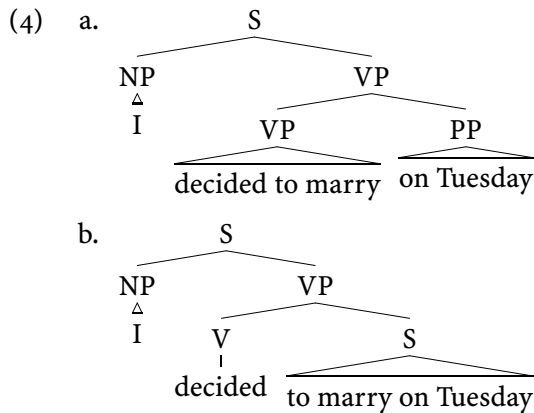 (4) a. S
NP VP
I VP PP
decided to marry on Tuesday
b. S
NP VP
I V S
decided to marry on Tuesday